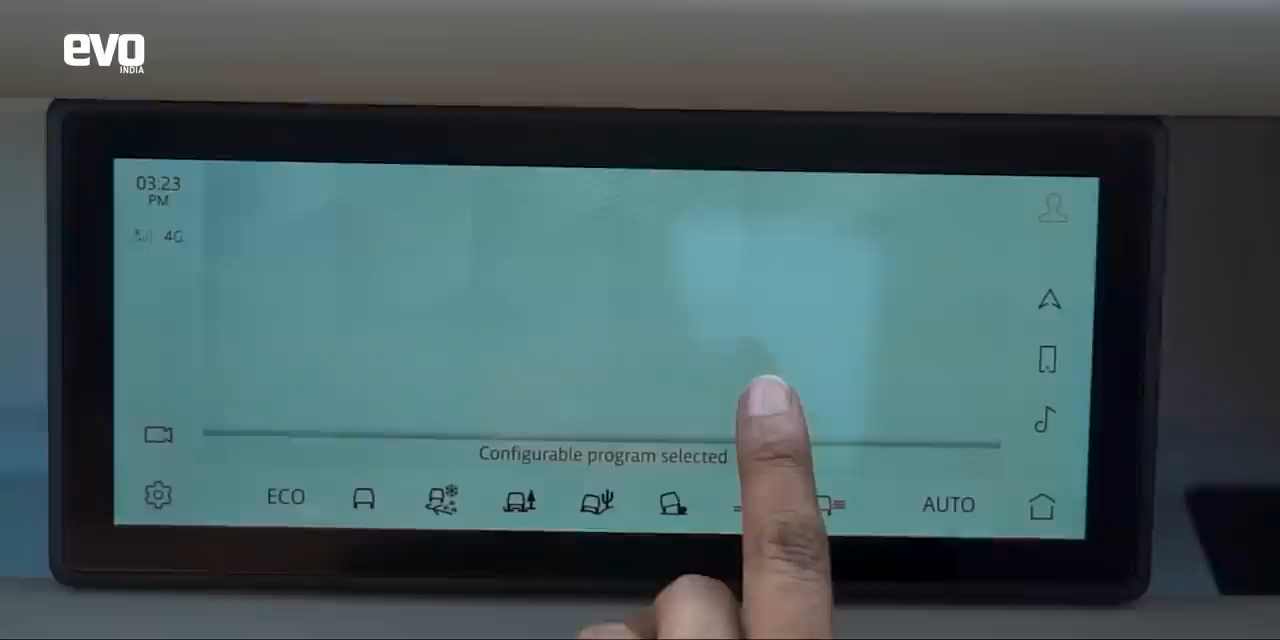 evo
INDIA
03:23
PM
4G
Configurable program selected
ECO
AUTO